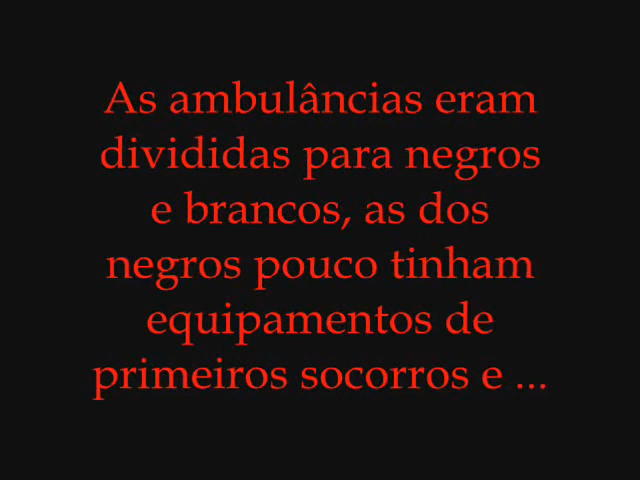 As ambulâncias eram
divididas para negros
e brancos, as dos
negros pouco tinham
equipamentos de
primeiros socorros e ...